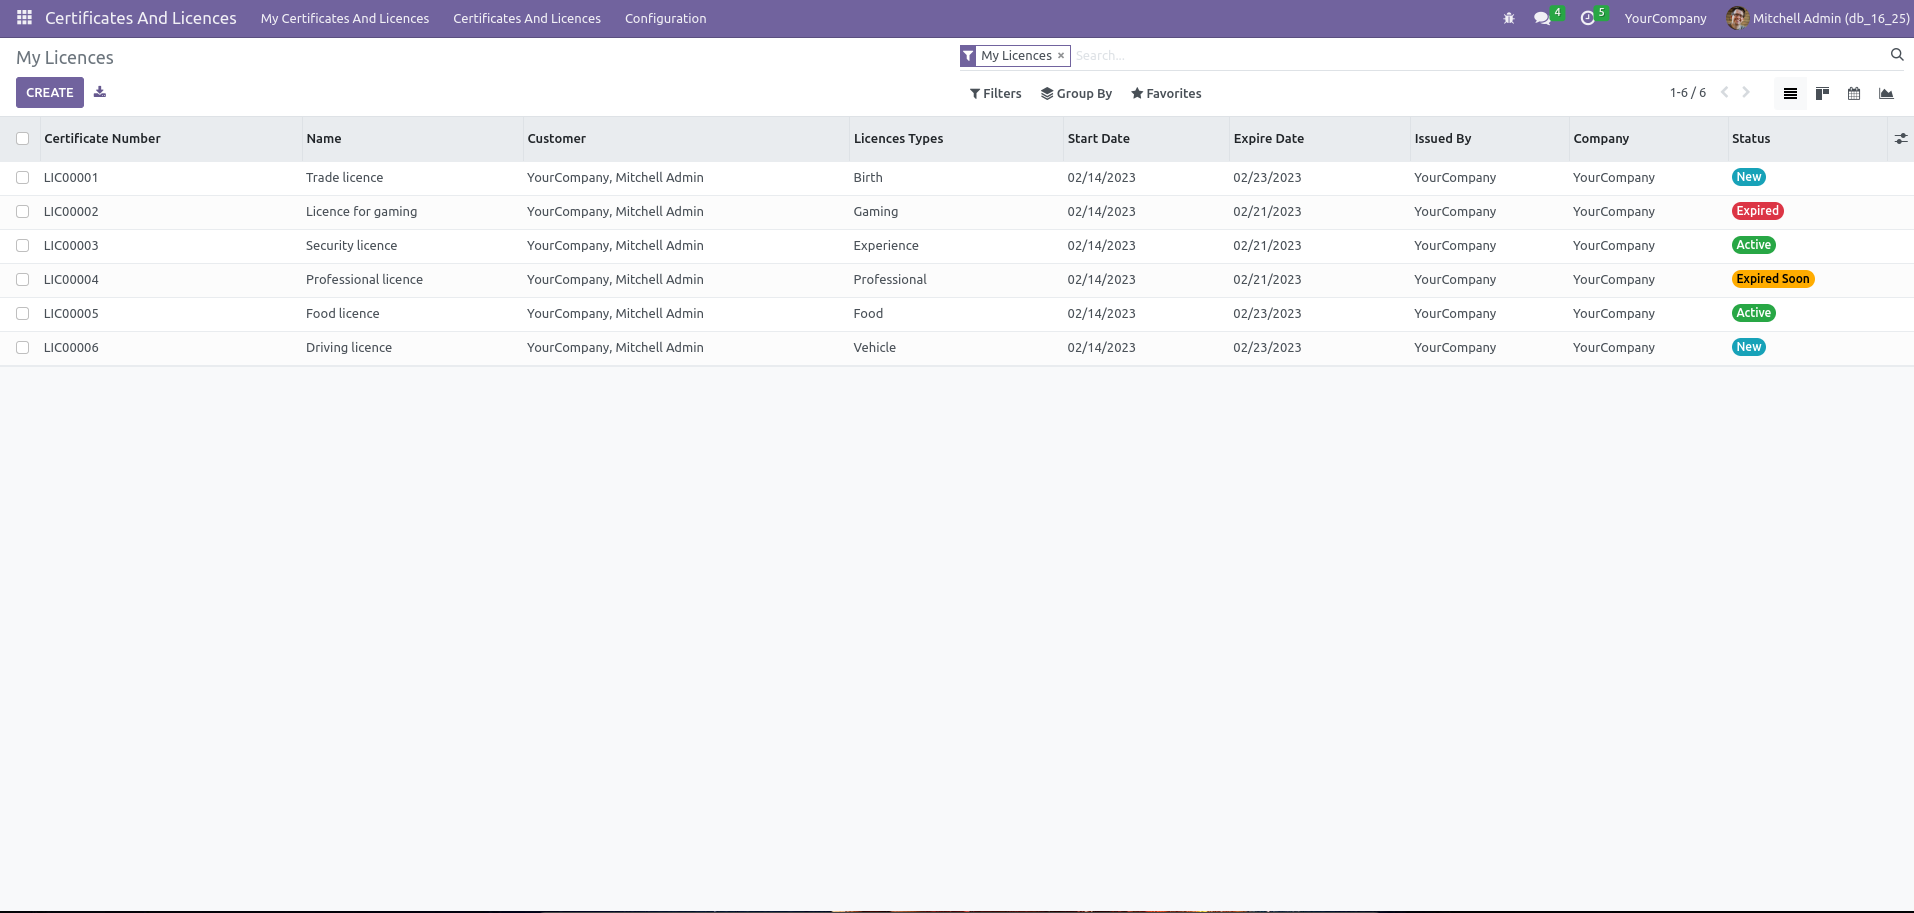 Certificates And Licences My Certificates And Licences Certificates And Licences Configuration 4 5 YourCompany Mitchell Admin (db_16_25)
My Licences My Licences × Search...
CREATE Filters Group By Favorites 1-6 / 6
Certificate Number Name Customer Licences Types Start Date Expire Date Issued By Company Status
LIC00001 Trade licence YourCompany, Mitchell Admin Birth 02/14/2023 02/23/2023 YourCompany YourCompany New
LIC00002 Licence for gaming YourCompany, Mitchell Admin Gaming 02/14/2023 02/21/2023 YourCompany YourCompany Expired
LIC00003 Security licence YourCompany, Mitchell Admin Experience 02/14/2023 02/21/2023 YourCompany YourCompany Active
LIC00004 Professional licence YourCompany, Mitchell Admin Professional 02/14/2023 02/21/2023 YourCompany YourCompany Expired Soon
LIC00005 Food licence YourCompany, Mitchell Admin Food 02/14/2023 02/23/2023 YourCompany YourCompany Active
LIC00006 Driving licence YourCompany, Mitchell Admin Vehicle 02/14/2023 02/23/2023 YourCompany YourCompany New